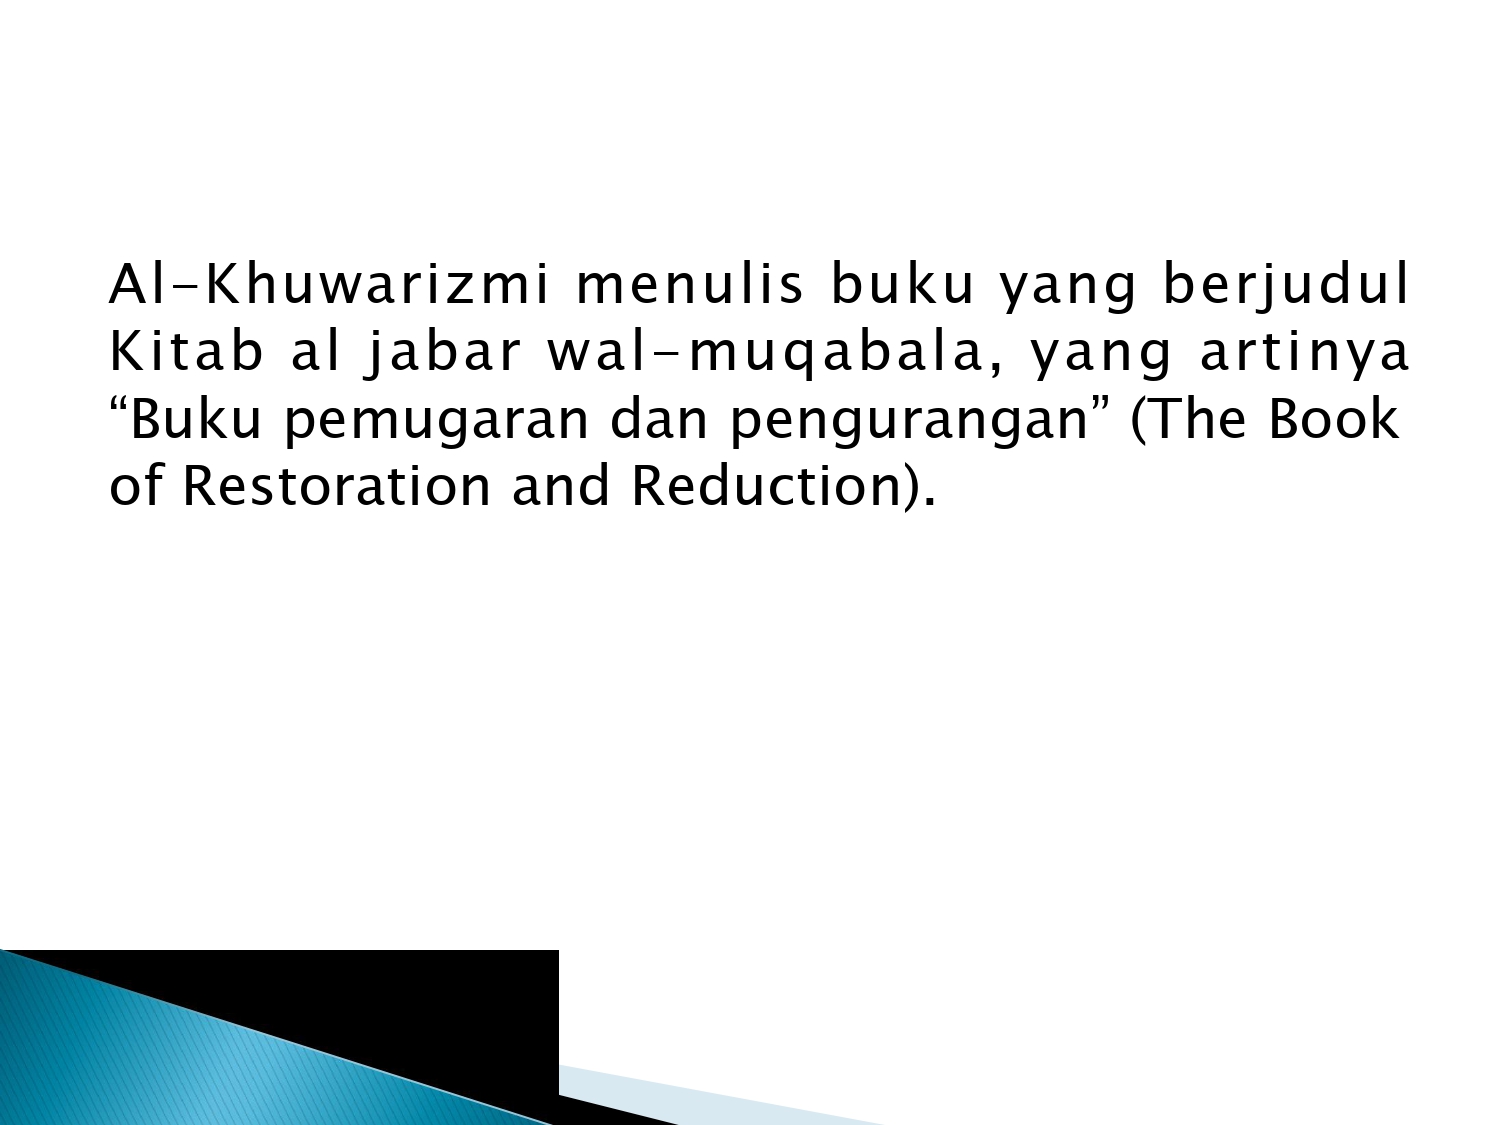 Al-Khuwarizmi menulis buku yang berjudul
Kitab al jabar wal-muqabala, yang artinya
“Buku pemugaran dan pengurangan” (The Book
of Restoration and Reduction).